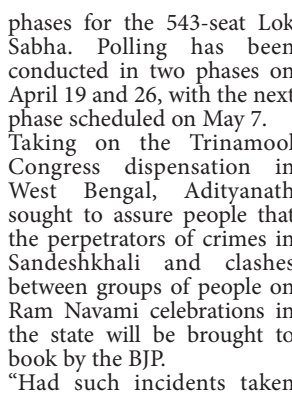 phases for the 543-seat Lok
Sabha. Polling has been
conducted in two phases on
April 19 and 26, with the next
phase scheduled on May 7.
Taking on the Trinamool
Congress dispensation in
West Bengal, Adityanath
sought to assure people that
the perpetrators of crimes in
Sandeshkhali and clashes
between groups of people on
Ram Navami celebrations in
the state will be brought to
book by the BJP.
“Had such incidents taken